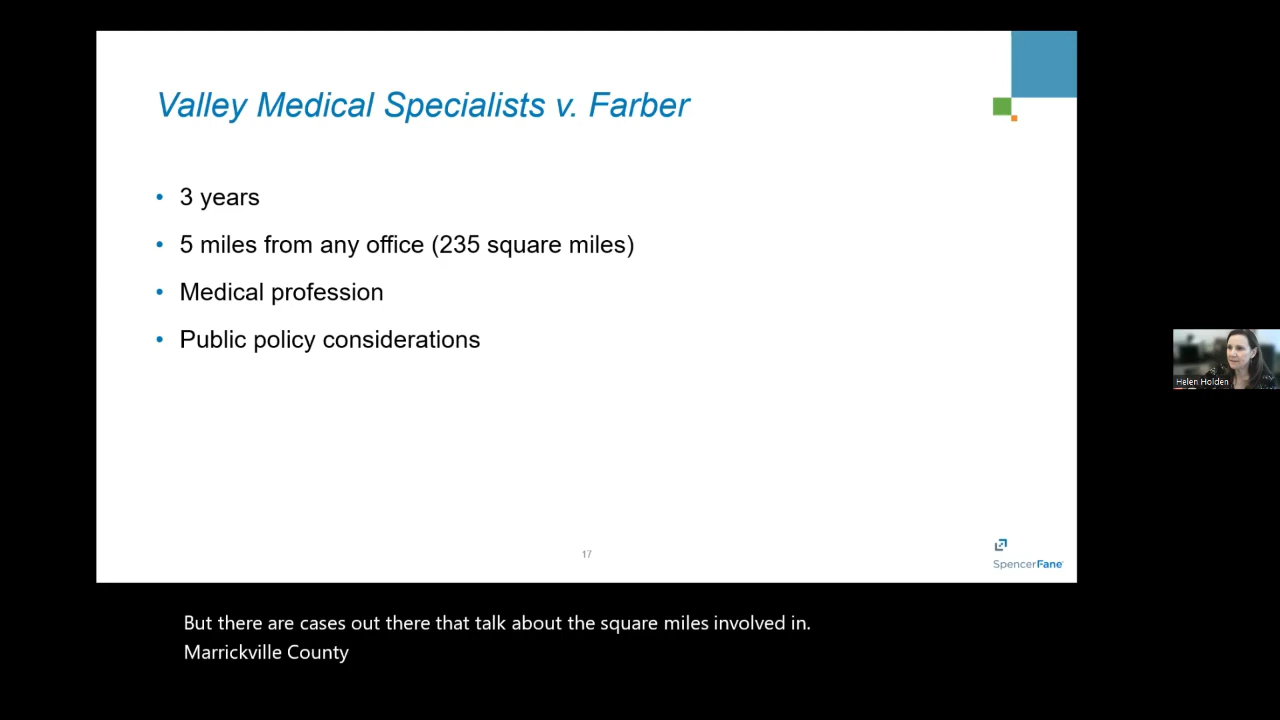 Valley Medical Specialists v. Farber
• 3 years
• 5 miles from any office (235 square miles)
• Medical profession
• Public policy considerations
Helen Holden
17
SpencerFane
But there are cases out there that talk about the square miles involved in.
Marrickville County